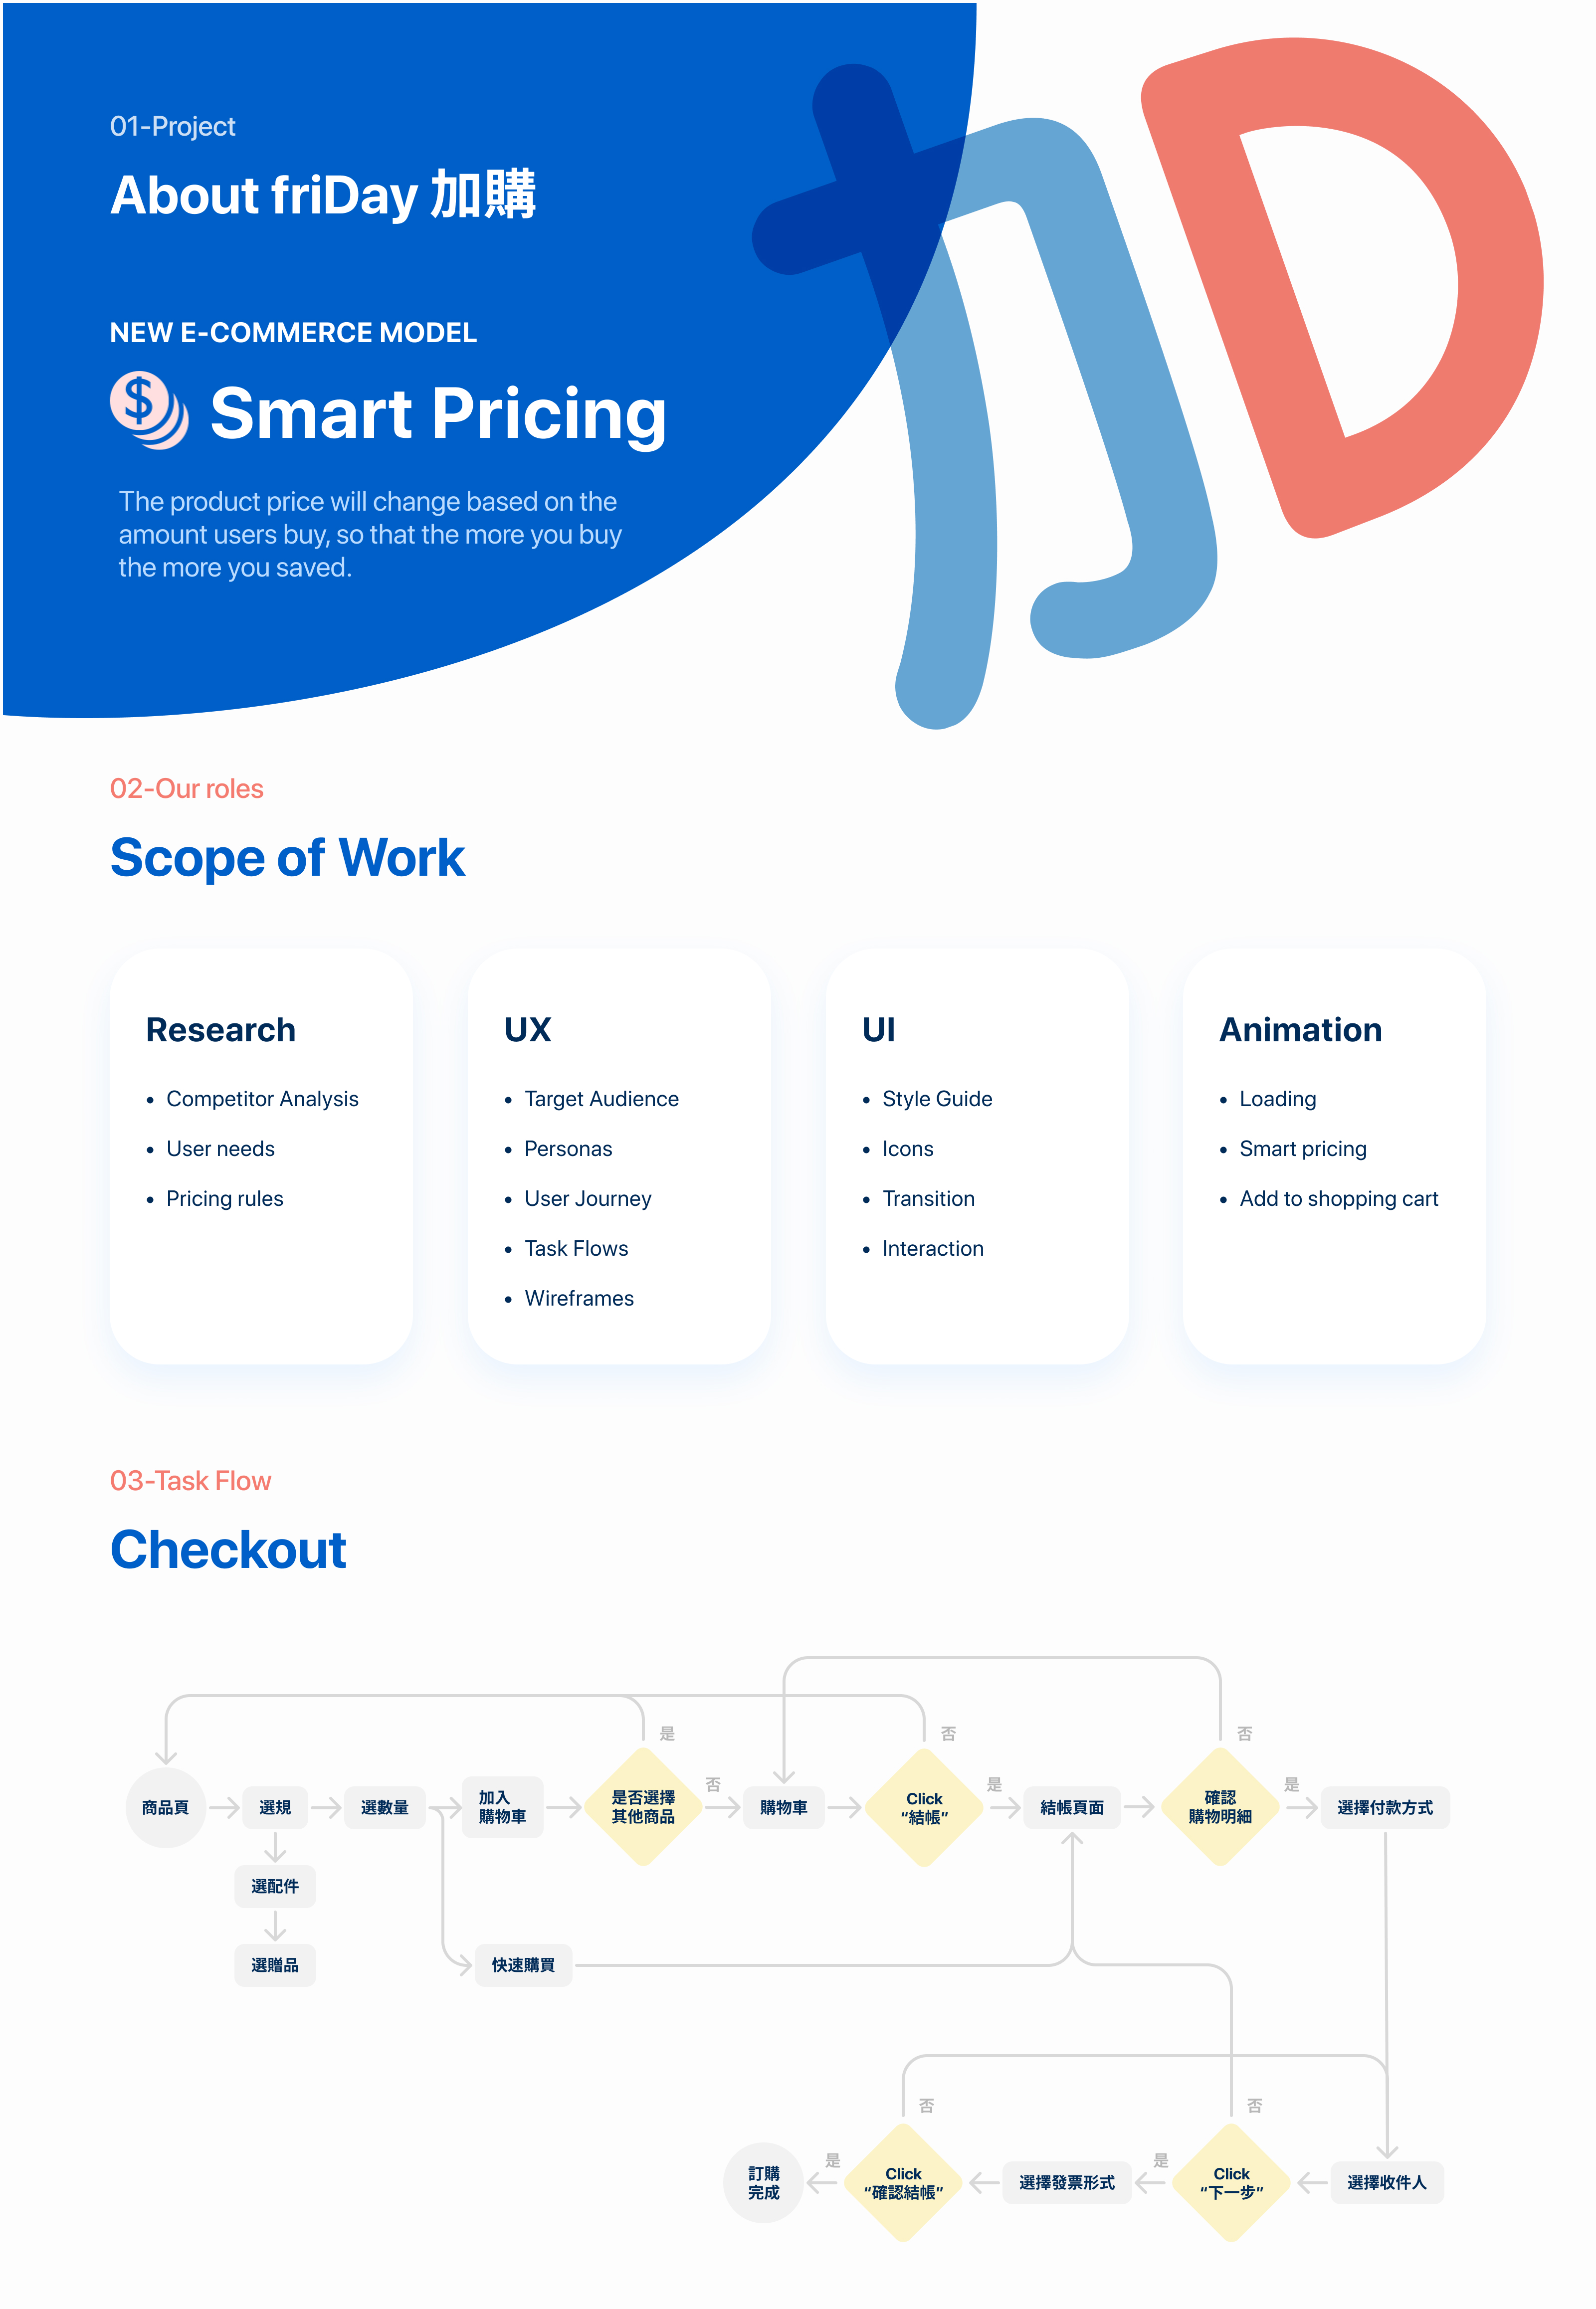 01-Project
About friDay 加購
NEW E-COMMERCE MODEL
$ Smart Pricing
The product price will change based on the
amount users buy, so that the more you buy
the more you saved.
02-Our roles
Scope of Work
Research
• Competitor Analysis
• User needs
• Pricing rules
UX
• Target Audience
• Personas
• User Journey
• Task Flows
• Wireframes
UI
• Style Guide
• Icons
• Transition
• Interaction
Animation
• Loading
• Smart pricing
• Add to shopping cart
03-Task Flow
Checkout
商品頁
選規
選數量
加入
購物車
是否選擇
其他商品
是
否
購物車
Click
“結帳”
否
是
結帳頁面
確認
購物明細
否
是
選擇付款方式
選配件
選贈品
快速購買
選擇收件人
Click
“下一步”
否
是
選擇發票形式
Click
“確認結帳”
否
是
訂購
完成